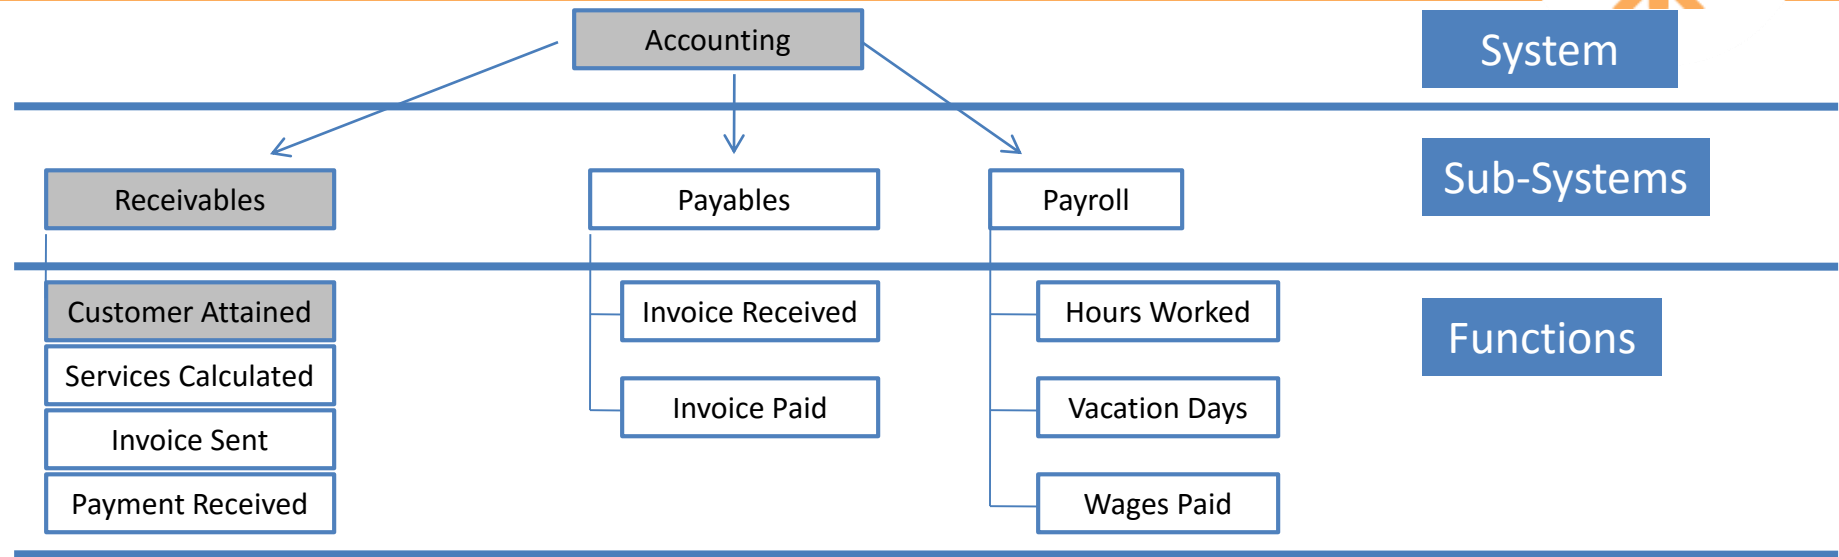 Accounting
System
Receivables
Payables
Payroll
Sub-Systems
Customer Attained
Invoice Received
Hours Worked
Functions
Services Calculated
Invoice Paid
Vacation Days
Invoice Sent
Payment Received
Wages Paid